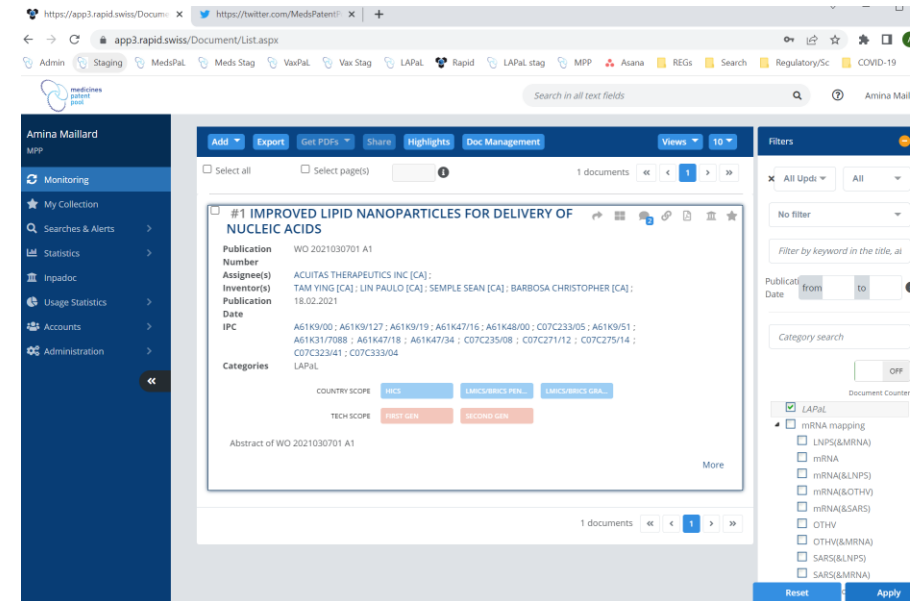 https://app3.rapid.swiss/Docume
https://twitter.com/MedsPatentP
app3.rapid.swiss/Document/List.aspx
Admin Staging MedsPaL Meds Stag VaxPaL Vax Stag LAPaL Rapid LAPaL stag MPP Asana REGs Search Regulatory/Sc COVID-19
medicines
patent
pool
Search in all text fields
Amina Mail
Amina Maillard
MPP
Monitoring
My Collection
Searches & Alerts
Statistics
Inpadoc
Usage Statistics
Accounts
Administration
Add Export Get PDFs Share Highlights Doc Management Views 10
Select all Select page(s) 1 documents 1
#1 IMPROVED LIPID NANOPARTICLES FOR DELIVERY OF
NUCLEIC ACIDS
2
Publication WO 2021030701 A1
Number
Assignee(s) ACUITAS THERAPEUTICS INC [CA] ;
Inventor(s) TAM YING [CA] ; LIN PAULO [CA] ; SEMPLE SEAN [CA] ; BARBOSA CHRISTOPHER [CA] ;
Publication 18.02.2021
Date
IPC A61K9/00 ; A61K9/127 ; A61K9/19 ; A61K47/16 ; A61K48/00 ; C07C233/05 ; A61K9/51 ;
A61K31/7088 ; A61K47/18 ; A61K47/34 ; C07C235/08 ; C07C271/12 ; C07C275/14 ;
C07C323/41 ; C07C333/04
Categories LAPaL
COUNTRY SCOPE HICS LMICS/BRICS PEN... LMICS/BRICS GRA...
TECH SCOPE FIRST GEN SECOND GEN
Abstract of WO 2021030701 A1
More
1 documents 1
Filters
All Upda All
No filter
Filter by keyword in the title, al
Publicati
Date
from to
Category search
OFF
Document Counter
LAPaL
mRNA mapping
LNPS(&MRNA)
mRNA
mRNA(&LNPS)
mRNA(&OTHV)
mRNA(&SARS)
OTHV
OTHV(&MRNA)
SARS(&LNPS)
SARS(&MRNA)
Reset Apply